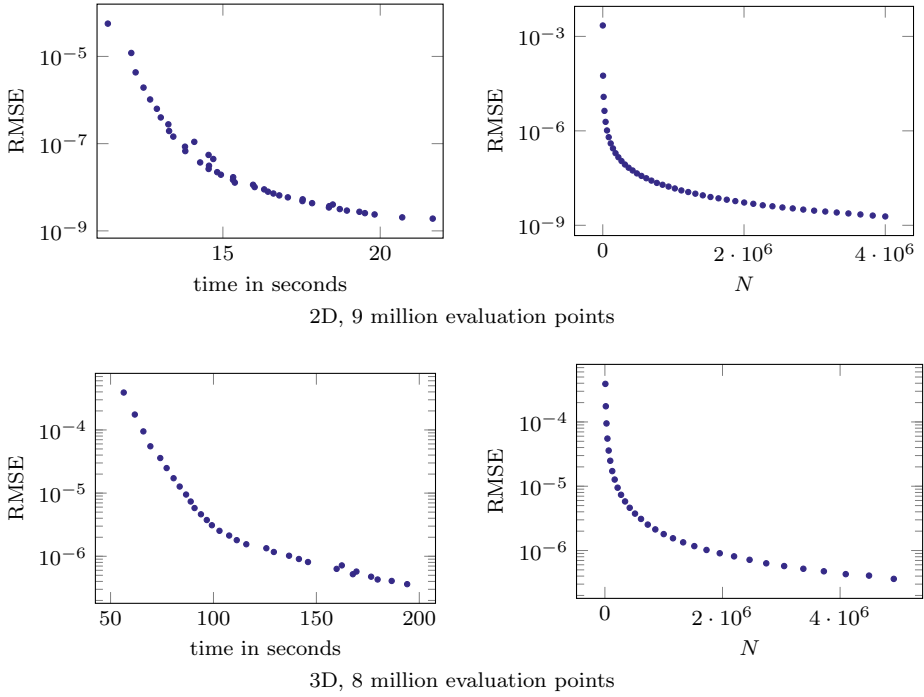 10^−5
10^−7
10^−9
RMSE
15
20
time in seconds
10^−3
10^−6
10^−9
RMSE
0
2 · 10^6
4 · 10^6
N
2D, 9 million evaluation points
10^−4
10^−5
10^−6
RMSE
50
100
150
200
time in seconds
10^−4
10^−5
10^−6
RMSE
0
2 · 10^6
4 · 10^6
N
3D, 8 million evaluation points